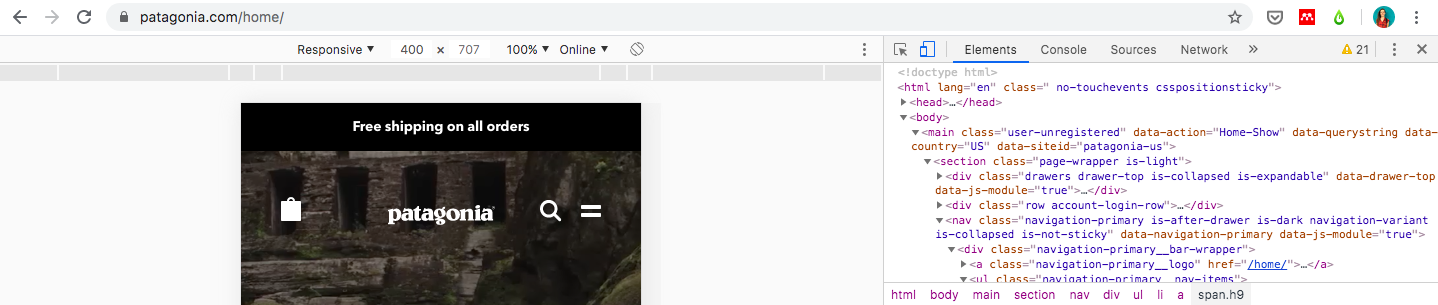 patagonia.com/home/
Responsive 400 × 707 100% Online
Elements Console Sources Network » 21
<!doctype html>
<html lang="en" class=" no-touchevents csspositionsticky">
<head>…</head>
<body>
<main class="user-unregistered" data-action="Home-Show" data-querystring data-
country="US" data-siteid="patagonia-us">
<section class="page-wrapper is-light">
<div class="drawers drawer-top is-collapsed is-expandable" data-drawer-top
data-js-module="true">…</div>
<div class="row account-login-row">…</div>
<nav class="navigation-primary is-after-drawer is-dark navigation-variant
is-collapsed is-not-sticky" data-navigation-primary data-js-module="true">
<div class="navigation-primary__bar-wrapper">
<a class="navigation-primary__logo" href="/home/">…</a>
<ul class="navigation-primary__nav-items">
html body main section nav div ul li a span.h9
Free shipping on all orders
patagonia